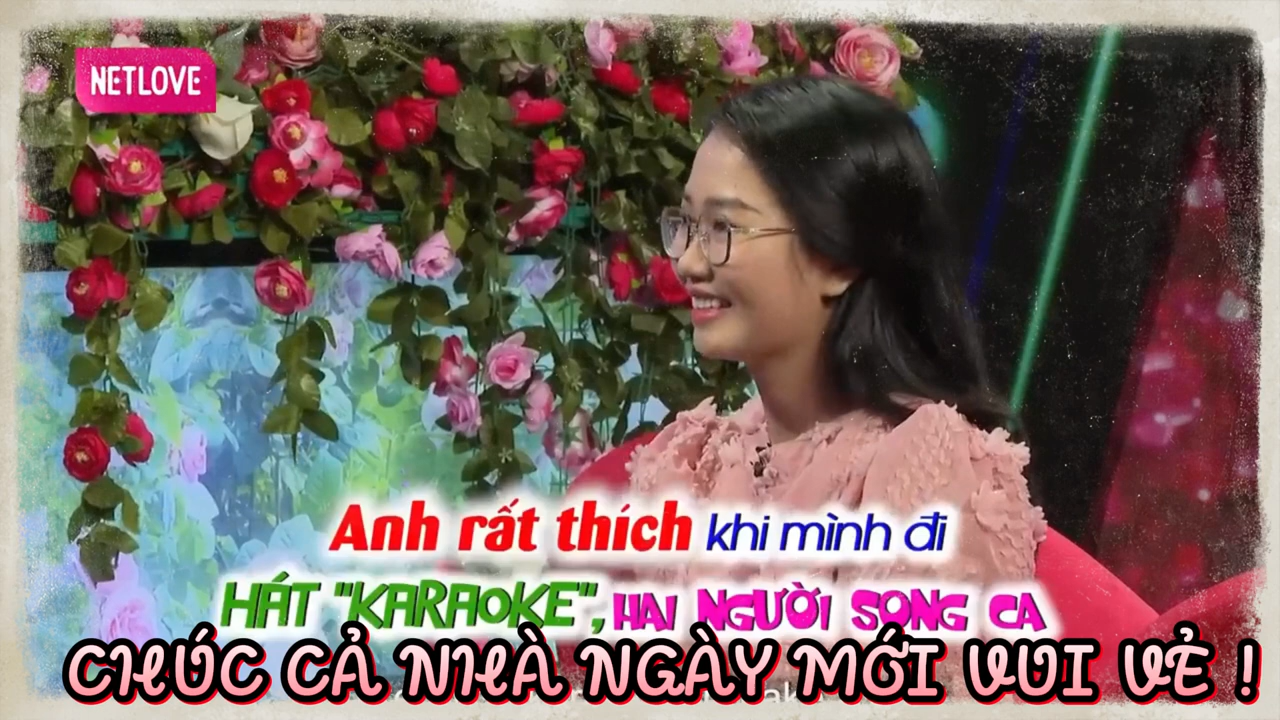 NETLOVE
Anh rất thích khi mình đi
HÁT "KARAOKE", HAI NGƯỜI SONG CA
CHÚC CẢ NHÀ NGÀY MỚI VUI VẺ !